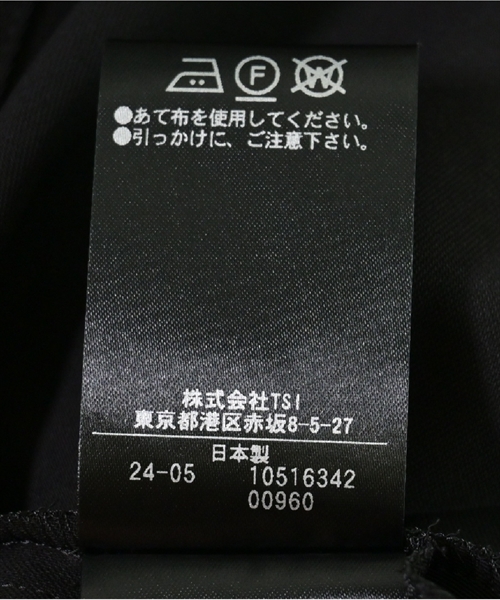 F W
●あて布を使用してください。
●引っかけに、ご注意下さい。
株式会社TSI
東京都港区赤坂8-5-27
日本製
24-05 10516342
00960